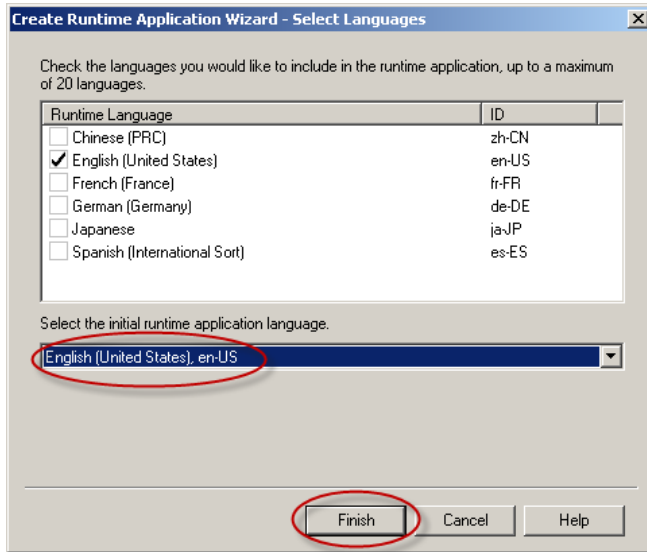 Create Runtime Application Wizard - Select Languages
Check the languages you would like to include in the runtime application, up to a maximum
of 20 languages.
Runtime Language ID
Chinese (PRC) zh-CN
English (United States) en-US
French (France) fr-FR
German (Germany) de-DE
Japanese ja-JP
Spanish (International Sort) es-ES
Select the initial runtime application language.
English (United States), en-US
Finish Cancel Help